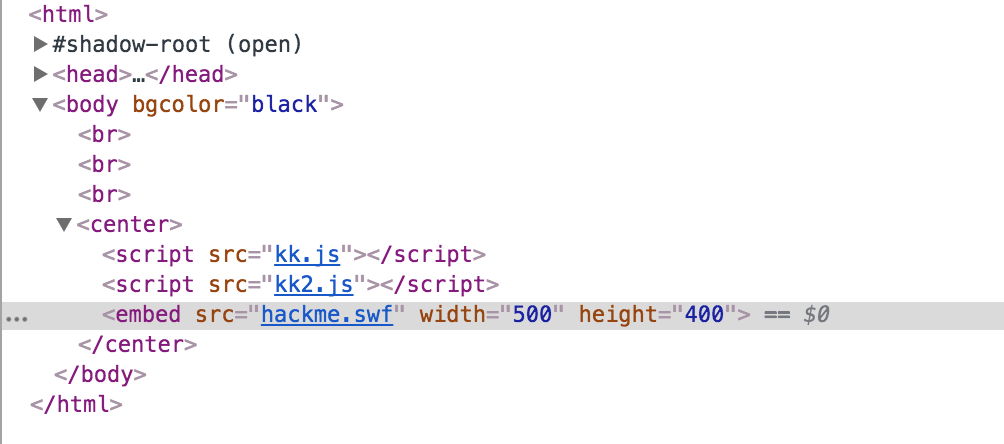 <html>
#shadow-root (open)
<head>…</head>
<body bgcolor="black">
<br>
<br>
<br>
<center>
<script src="kk.js"></script>
<script src="kk2.js"></script>
... <embed src="hackme.swf" width="500" height="400"> == $0
</center>
</body>
</html>